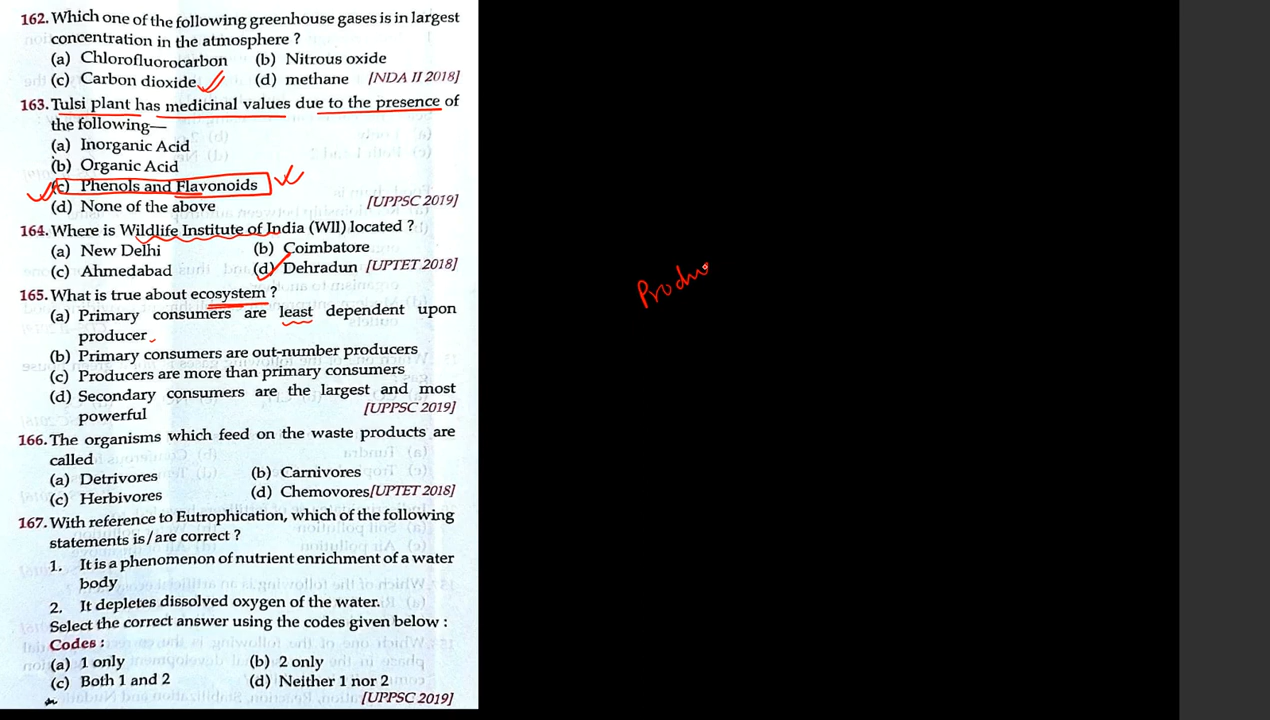 162. Which one of the following greenhouse gases is in largest
concentration in the atmosphere ?
(a) Chlorofluorocarbon (b) Nitrous oxide
(c) Carbon dioxide (d) methane [NDA II 2018]
163. Tulsi plant has medicinal values due to the presence of
the following—
(a) Inorganic Acid
(b) Organic Acid
(c) Phenols and Flavonoids
(d) None of the above [UPPSC 2019]
164. Where is Wildlife Institute of India (WII) located ?
(a) New Delhi (b) Coimbatore
(c) Ahmedabad (d) Dehradun [UPTET 2018]
165. What is true about ecosystem ?
(a) Primary consumers are least dependent upon
producer
(b) Primary consumers are out-number producers
(c) Producers are more than primary consumers
(d) Secondary consumers are the largest and most
powerful [UPPSC 2019]
166. The organisms which feed on the waste products are
called
(a) Detrivores (b) Carnivores
(c) Herbivores (d) Chemovores [UPTET 2018]
167. With reference to Eutrophication, which of the following
statements is/are correct ?
1. It is a phenomenon of nutrient enrichment of a water
body
2. It depletes dissolved oxygen of the water.
Select the correct answer using the codes given below :
Codes :
(a) 1 only (b) 2 only
(c) Both 1 and 2 (d) Neither 1 nor 2
[UPPSC 2019]
Produ